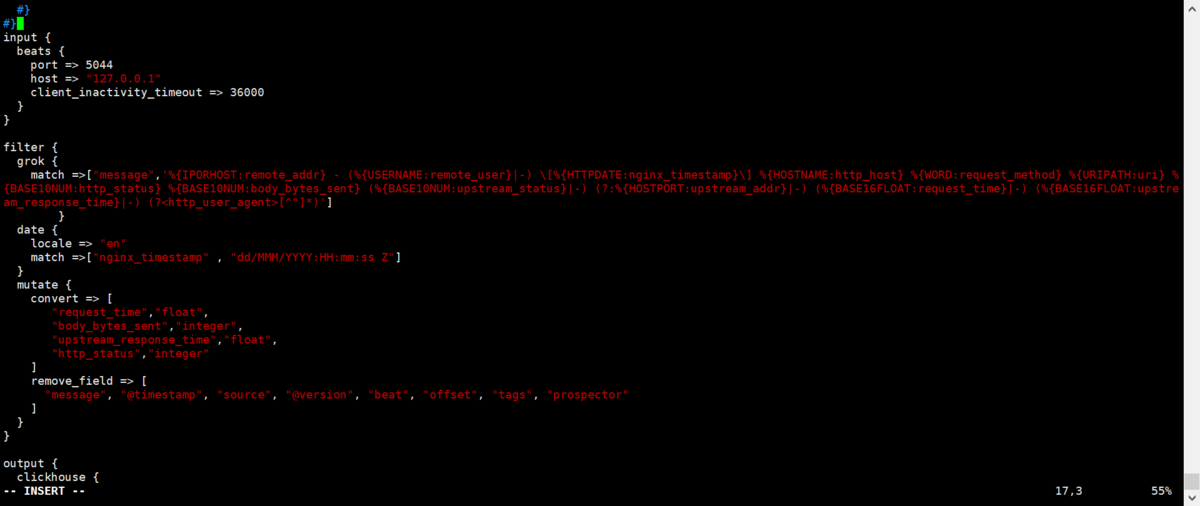 #}
#}
input {
  beats {
    port => 5044
    host => "127.0.0.1"
    client_inactivity_timeout => 36000
  }
}

filter {
  grok {
    match =>["message",'%{IPORHOST:remote_addr} - (%{USERNAME:remote_user}|-) \[%{HTTPDATE:nginx_timestamp}\] %{HOSTNAME:http_host} %{WORD:request_method} %{URIPATH:uri} %
{BASE10NUM:http_status} %{BASE10NUM:body_bytes_sent} (%{BASE10NUM:upstream_status}|-) (?:%{HOSTPORT:upstream_addr}|-) (%{BASE16FLOAT:request_time}|-) (%{BASE16FLOAT:upstre
am_response_time}|-) (?<http_user_agent>[^"]*)']
        }
  date {
    locale => "en"
    match =>["nginx_timestamp" , "dd/MMM/YYYY:HH:mm:ss Z"]
  }
  mutate {
    convert => [
       "request_time","float",
       "body_bytes_sent","integer",
       "upstream_response_time","float",
       "http_status","integer"
    ]
    remove_field => [
      "message", "@timestamp", "source", "@version", "beat", "offset", "tags", "prospector"
    ]
  }
}

output {
  clickhouse {
-- INSERT -- 17,3 55%